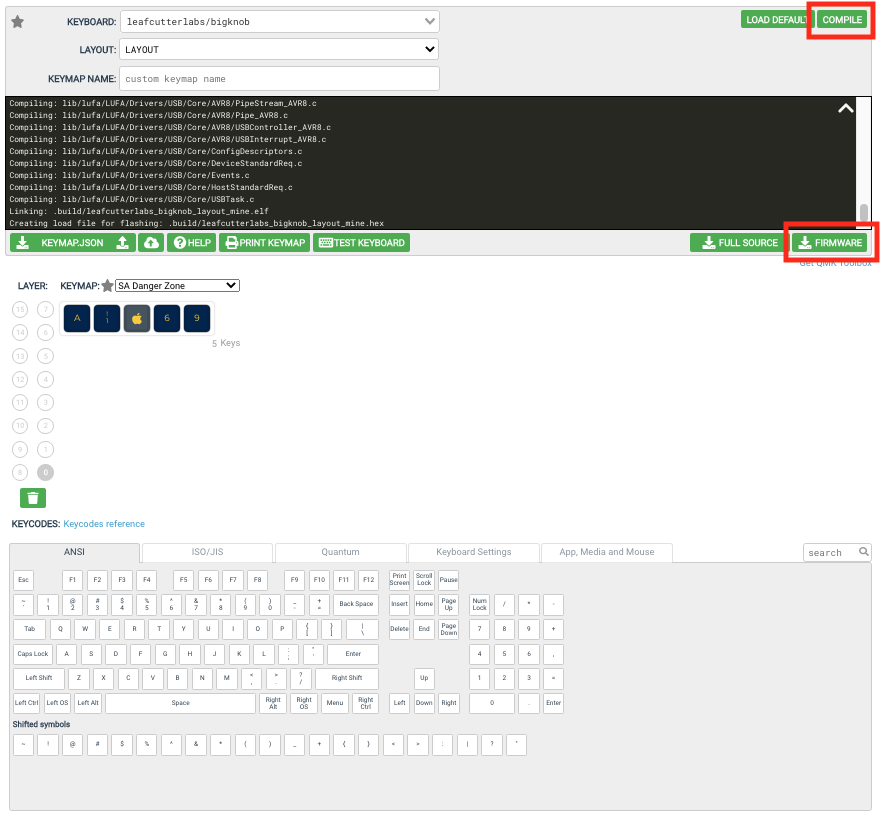 KEYBOARD: leafcutterlabs/bigknob LOAD DEFAUL COMPILE
LAYOUT: LAYOUT
KEYMAP NAME: custom keymap name
Compiling: lib/lufa/LUFA/Drivers/USB/Core/AVR8/PipeStream_AVR8.c
Compiling: lib/lufa/LUFA/Drivers/USB/Core/AVR8/Pipe_AVR8.c
Compiling: lib/lufa/LUFA/Drivers/USB/Core/AVR8/USBController_AVR8.c
Compiling: lib/lufa/LUFA/Drivers/USB/Core/AVR8/USBInterrupt_AVR8.c
Compiling: lib/lufa/LUFA/Drivers/USB/Core/ConfigDescriptors.c
Compiling: lib/lufa/LUFA/Drivers/USB/Core/DeviceStandardReq.c
Compiling: lib/lufa/LUFA/Drivers/USB/Core/Events.c
Compiling: lib/lufa/LUFA/Drivers/USB/Core/HostStandardReq.c
Compiling: lib/lufa/LUFA/Drivers/USB/Core/USBTask.c
Linking: .build/leafcutterlabs_bigknob_layout_mine.elf
Creating load file for flashing: .build/leafcutterlabs_bigknob_layout_mine.hex
KEYMAP.JSON HELP PRINT KEYMAP TEST KEYBOARD FULL SOURCE FIRMWARE
Get QMK Toolbox
LAYER: KEYMAP: SA Danger Zone
15 7 A ! 1 6 9
14 6
5 Keys
13 5
12 4
11 3
10 2
9 1
8 0
KEYCODES: Keycodes reference
ANSI ISO/JIS Quantum Keyboard Settings App, Media and Mouse search
Esc F1 F2 F3 F4 F5 F6 F7 F8 F9 F10 F11 F12 Print Screen Scroll Lock Pause
~ ` ! 1 @ 2 # 3 $ 4 % 5 ^ 6 & 7 * 8 ( 9 ) 0 _ - + = Back Space Insert Home Page Up Num Lock / * -
Tab Q W E R T Y U I O P { [ } ] | \ Delete End Page Down 7 8 9 +
Caps Lock A S D F G H J K L : ; " ' Enter 4 5 6 ,
Left Shift Z X C V B N M < , > . ? / Right Shift Up 1 2 3 =
Left Ctrl Left OS Left Alt Space Right Alt Right OS Menu Right Ctrl Left Down Right 0 . Enter
Shifted symbols
~ ! @ # $ % ^ & * ( ) _ + { } < > : | ? "